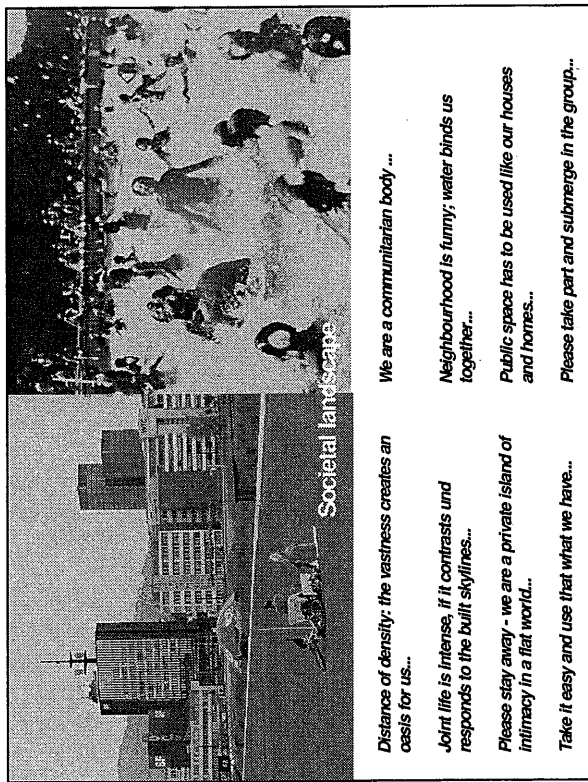 Societal landscape
Distance of density: the vastness creates an
oasis for us...
Joint life is intense, if it contrasts und
responds to the built skylines...
Please stay away - we are a private island of
intimacy in a flat world...
Take it easy and use that what we have...
We are a communitarian body ...
Neighbourhood is funny; water binds us
together...
Public space has to be used like our houses
and homes...
Please take part and submerge in the group...